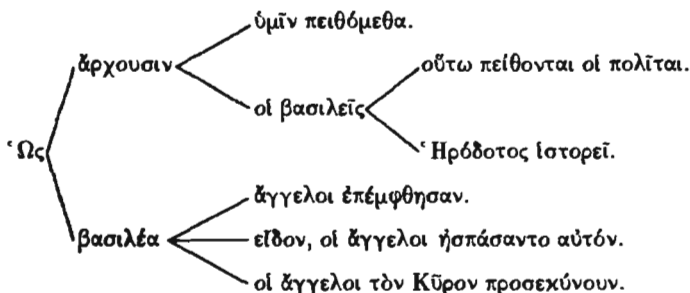 ὑμῖν πειθόμεθα.
ἄρχουσιν
οὕτω πείθονται οἱ πολῖται.
οἱ βασιλεῖς
Ὡς
Ἡρόδοτος ἱστορεῖ.
ἄγγελοι ἐπέμφθησαν.
βασιλέα
εἶδον, οἱ ἄγγελοι ἠσπάσαντο αὐτόν.
οἱ ἄγγελοι τὸν Κῦρον προσεκύνουν.